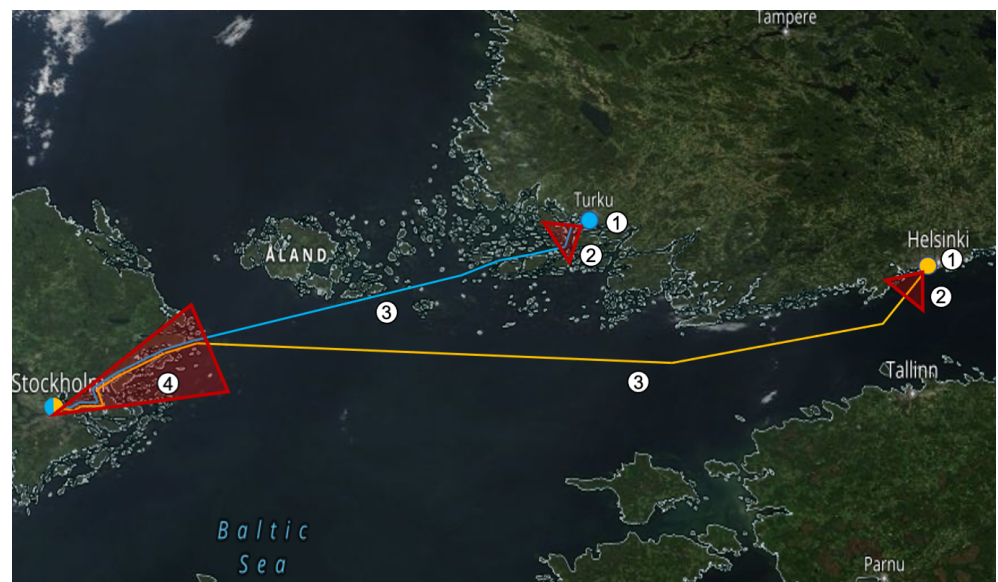 Tampere
Turku
1
2
Helsinki
1
2
ÅLAND
3
3
Stockholm
4
Tallinn
Baltic
Sea
Parnu